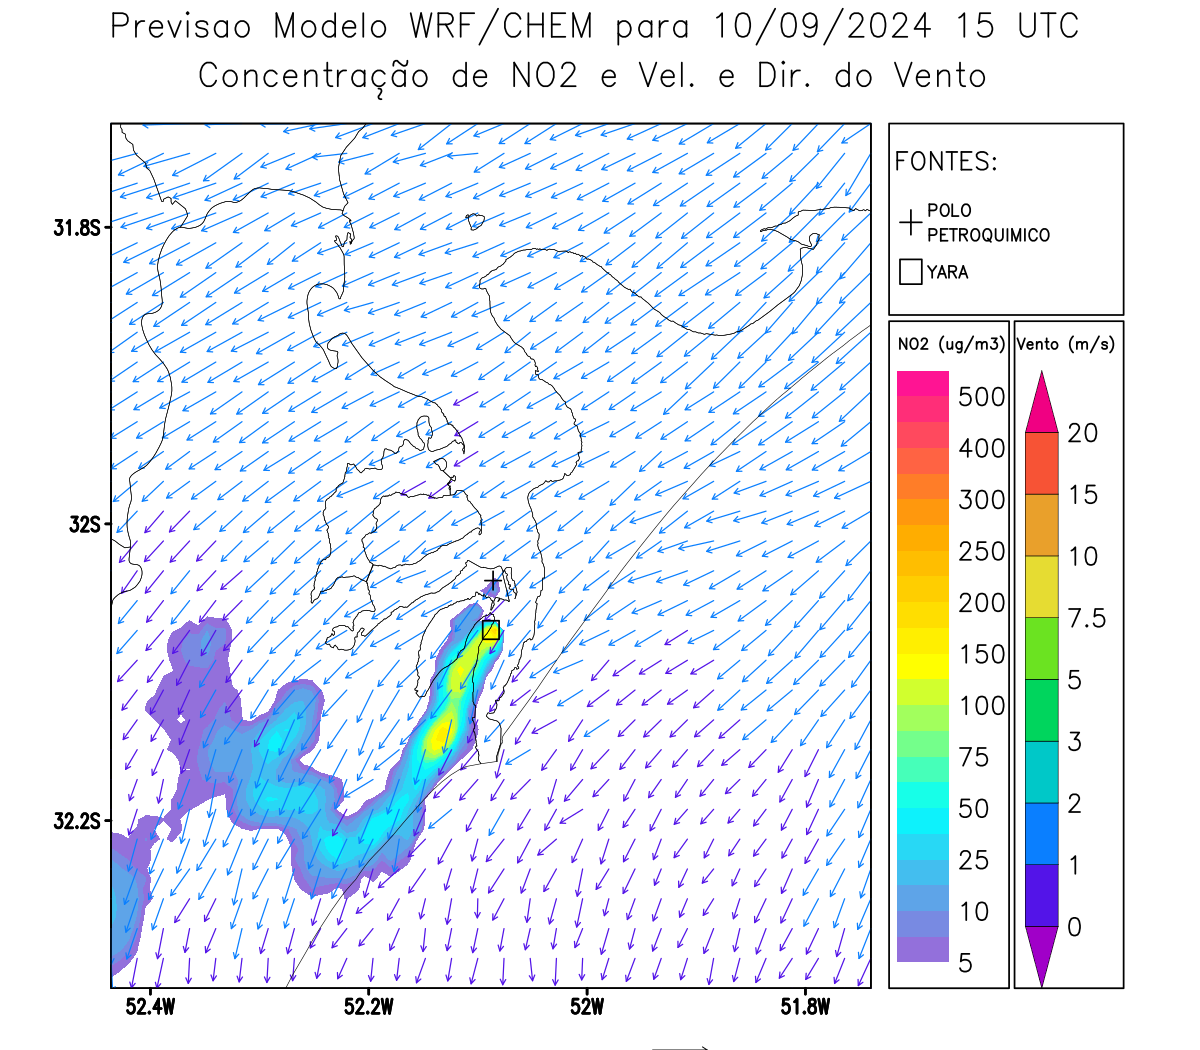 Previsao Modelo WRF/CHEM para 10/09/2024 15 UTC
Concentração de NO2 e Vel. e Dir. do Vento
FONTES:
POLO
PETROQUIMICO
YARA
31.8S
32S
32.2S
52.4W
52.2W
52W
51.8W
NO2 (ug/m3)
500
400
300
250
200
150
100
75
50
25
10
5
Vento (m/s)
20
15
10
7.5
5
3
2
1
0